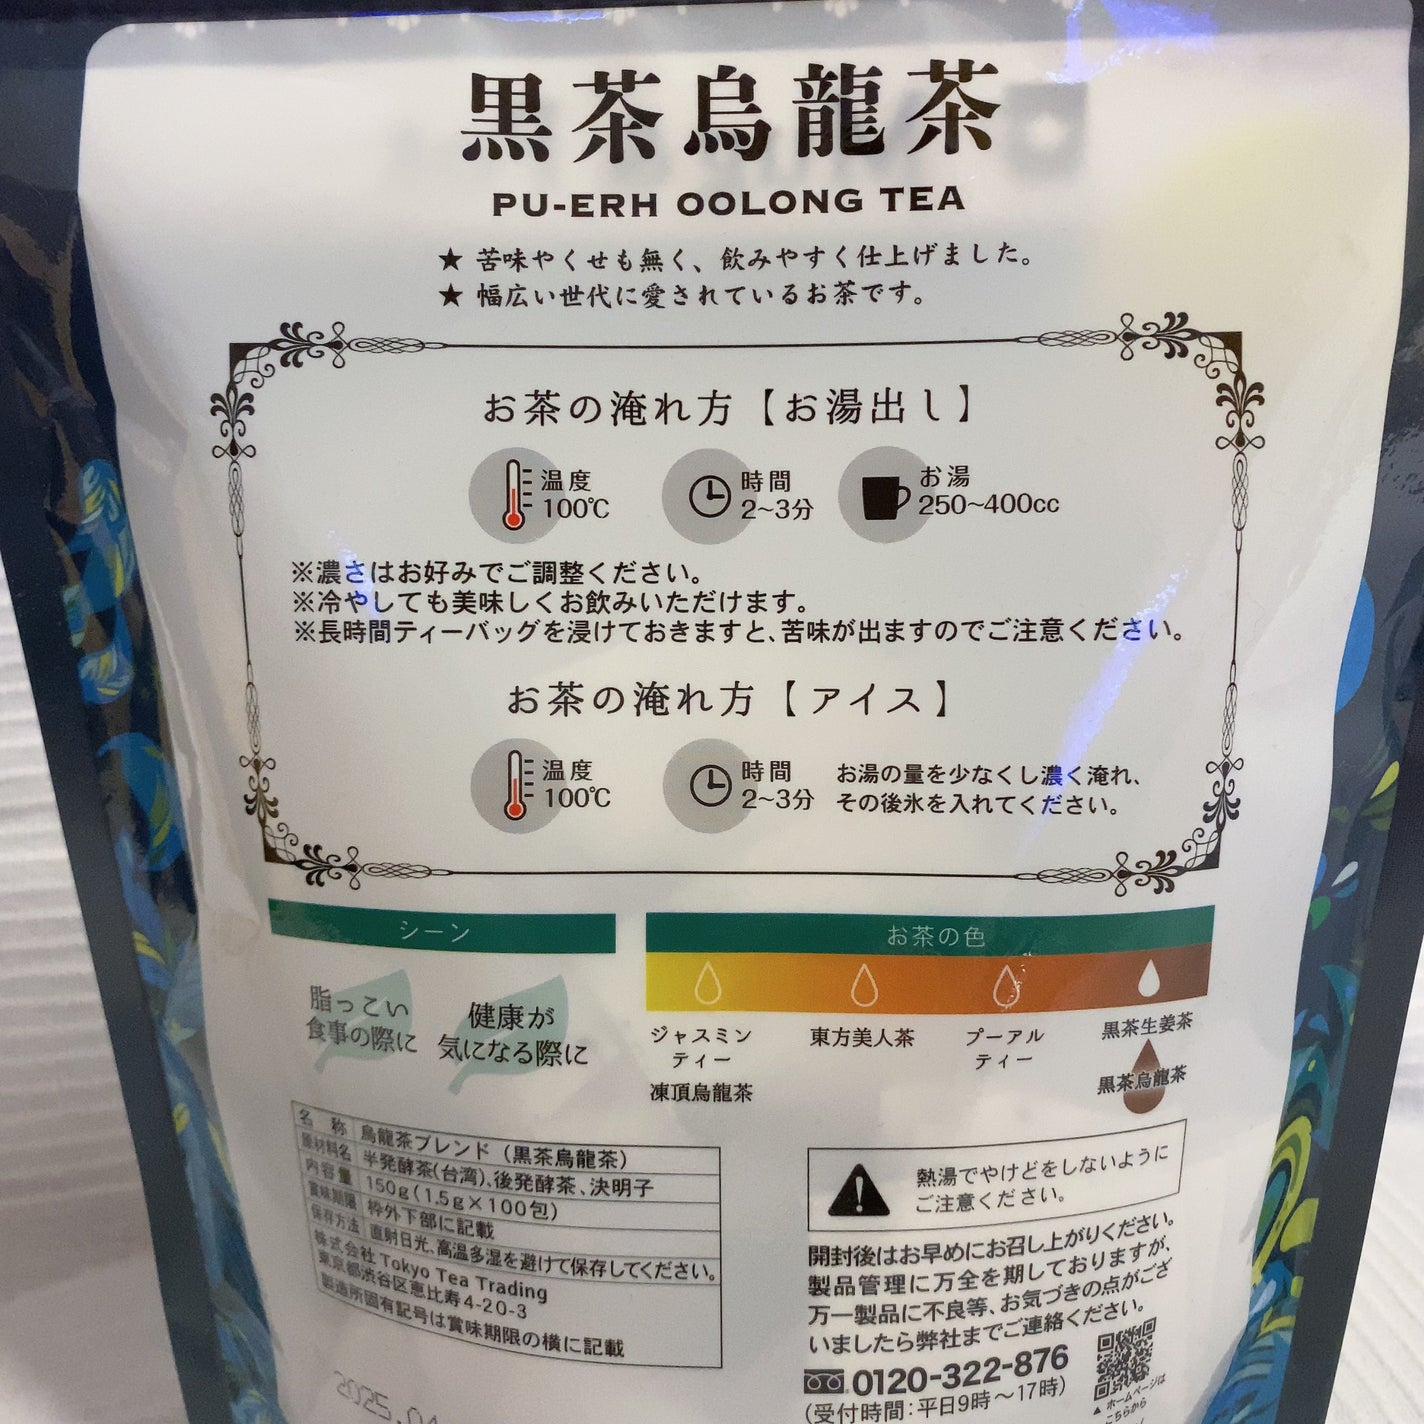 黒茶烏龍茶
PU-ERH OOLONG TEA
★ 苦味やくせも無く、飲みやすく仕上げました。
★ 幅広い世代に愛されているお茶です。
お茶の淹れ方【お湯出し】
温度
100℃
時間
2~3分
お湯
250~400cc
※濃さはお好みでご調整ください。
※冷やしても美味しくお飲みいただけます。
※長時間ティーバッグを浸けておきますと、苦味が出ますのでご注意ください。
お茶の淹れ方【アイス】
温度
100℃
時間
2~3分
お湯の量を少なくし濃く淹れ、
その後氷を入れてください。
シーン
脂っこい
食事の際に
健康が
気になる際に
お茶の色
ジャスミン
ティー
凍頂烏龍茶
東方美人茶
プーアル
ティー
黒茶生姜茶
黒茶烏龍茶
名 称 烏龍茶ブレンド（黒茶烏龍茶）
原材料名 半発酵茶(台湾)、後発酵茶、決明子
内容量 150g(1.5g×100包)
賞味期限 枠外下部に記載
保存方法 直射日光、高温多湿を避けて保存してください。
株式会社 Tokyo Tea Trading
東京都渋谷区恵比寿4-20-3
製造所固有記号は賞味期限の横に記載
2025.04
熱湯でやけどをしないように
ご注意ください。
開封後はお早めにお召し上がりください。
製品管理に万全を期しておりますが、
万一製品に不良等、お気づきの点がござ
いましたら弊社までご連絡ください。
0120-322-876
(受付時間:平日9時～17時)
▲ ホームページは
こちらから